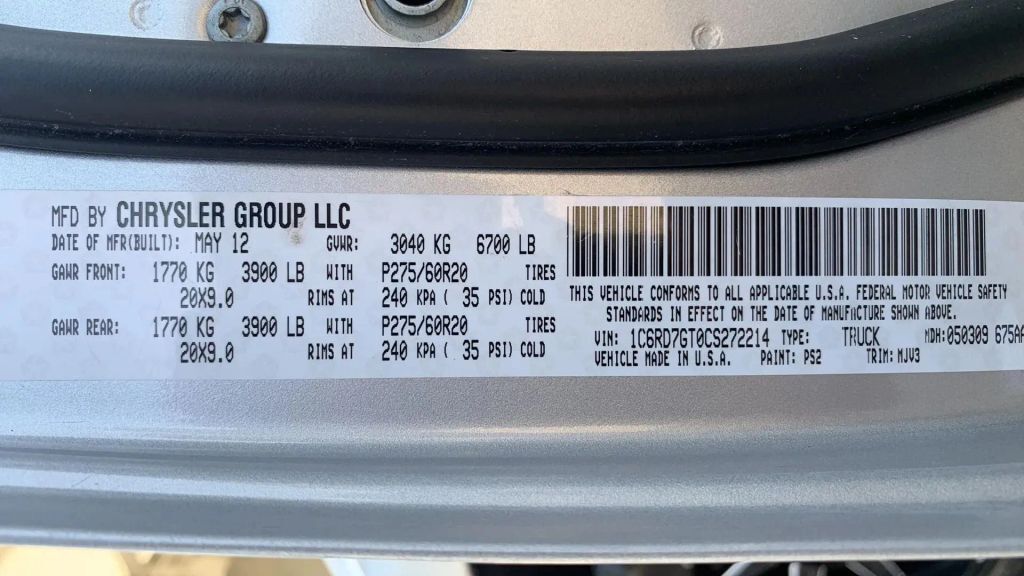 MFD BY CHRYSLER GROUP LLC
DATE OF MFR(BUILT): MAY 12 GVWR: 3040 KG 6700 LB
GAWR FRONT: 1770 KG 3900 LB WITH P275/60R20 TIRES
20X9.0 RIMS AT 240 KPA ( 35 PSI) COLD
GAWR REAR: 1770 KG 3900 LB WITH P275/60R20 TIRES
20X9.0 RIMS AT 240 KPA ( 35 PSI) COLD
THIS VEHICLE CONFORMS TO ALL APPLICABLE U.S.A. FEDERAL MOTOR VEHICLE SAFETY
STANDARDS IN EFFECT ON THE DATE OF MANUFACTURE SHOWN ABOVE.
VIN: 1C6RD7GT0CS272214 TYPE: TRUCK MDH:050309
VEHICLE MADE IN U.S.A. PAINT: PS2 TRIM: MJV3